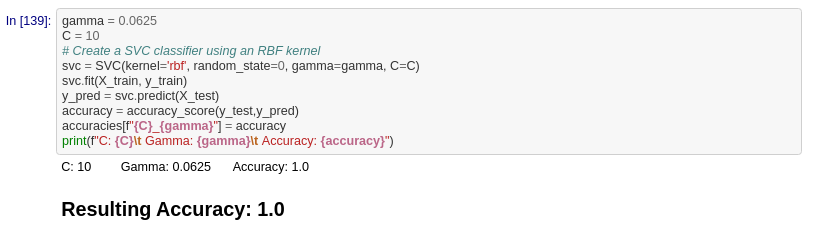 In [139]: gamma = 0.0625
C = 10
# Create a SVC classifier using an RBF kernel
svc = SVC(kernel='rbf', random_state=0, gamma=gamma, C=C)
svc.fit(X_train, y_train)
y_pred = svc.predict(X_test)
accuracy = accuracy_score(y_test,y_pred)
accuracies[f"{C}_{gamma}"] = accuracy
print(f"C: {C}\t Gamma: {gamma}\t Accuracy: {accuracy}")
C: 10 Gamma: 0.0625 Accuracy: 1.0
Resulting Accuracy: 1.0